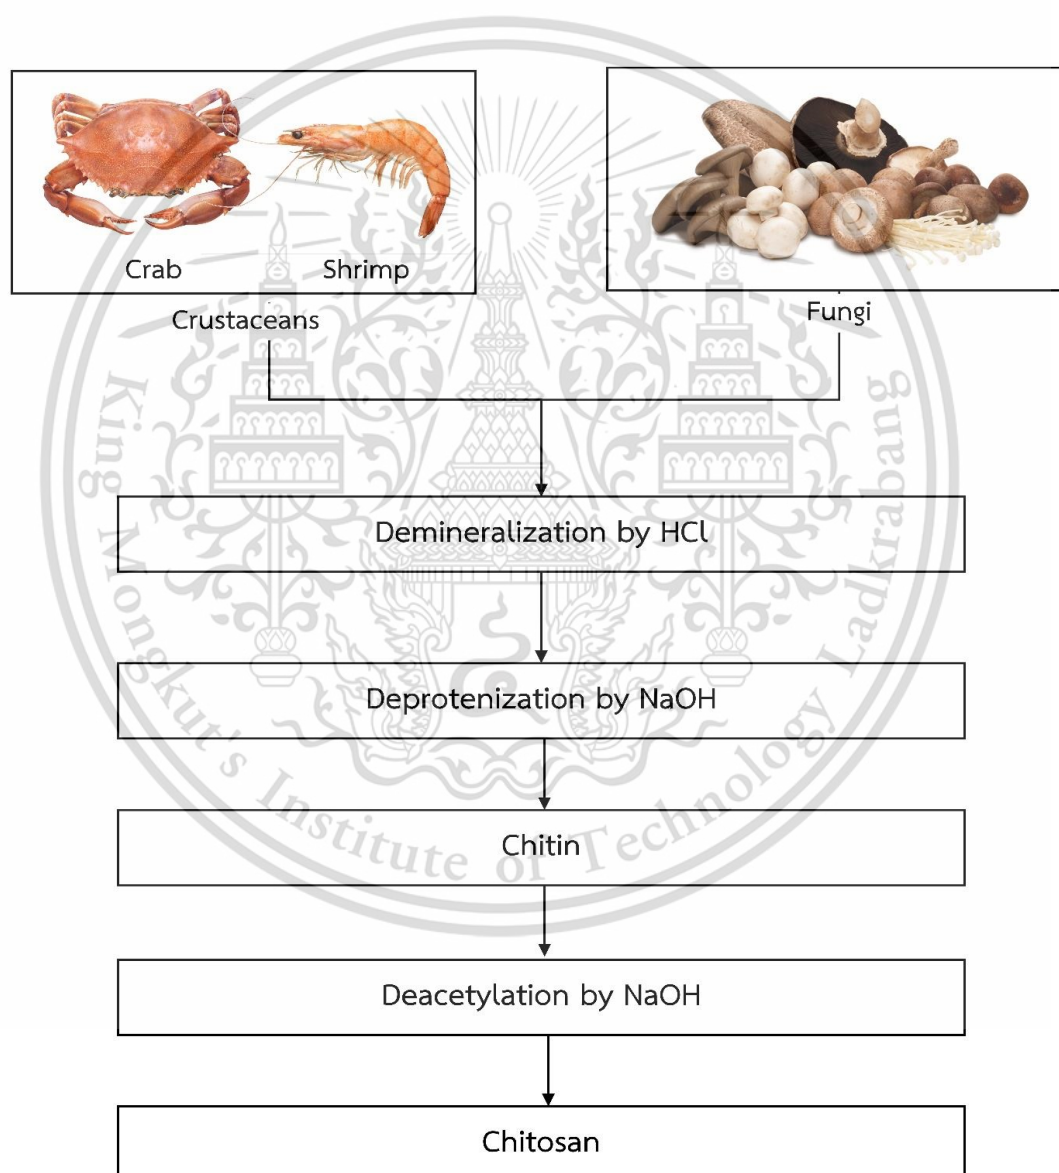 Crab Shrimp
Crustaceans
Fungi
Demineralization by HCl
Deprotenization by NaOH
Chitin
Deacetylation by NaOH
Chitosan
King Mongkut's Institute of Technology Ladkrabang